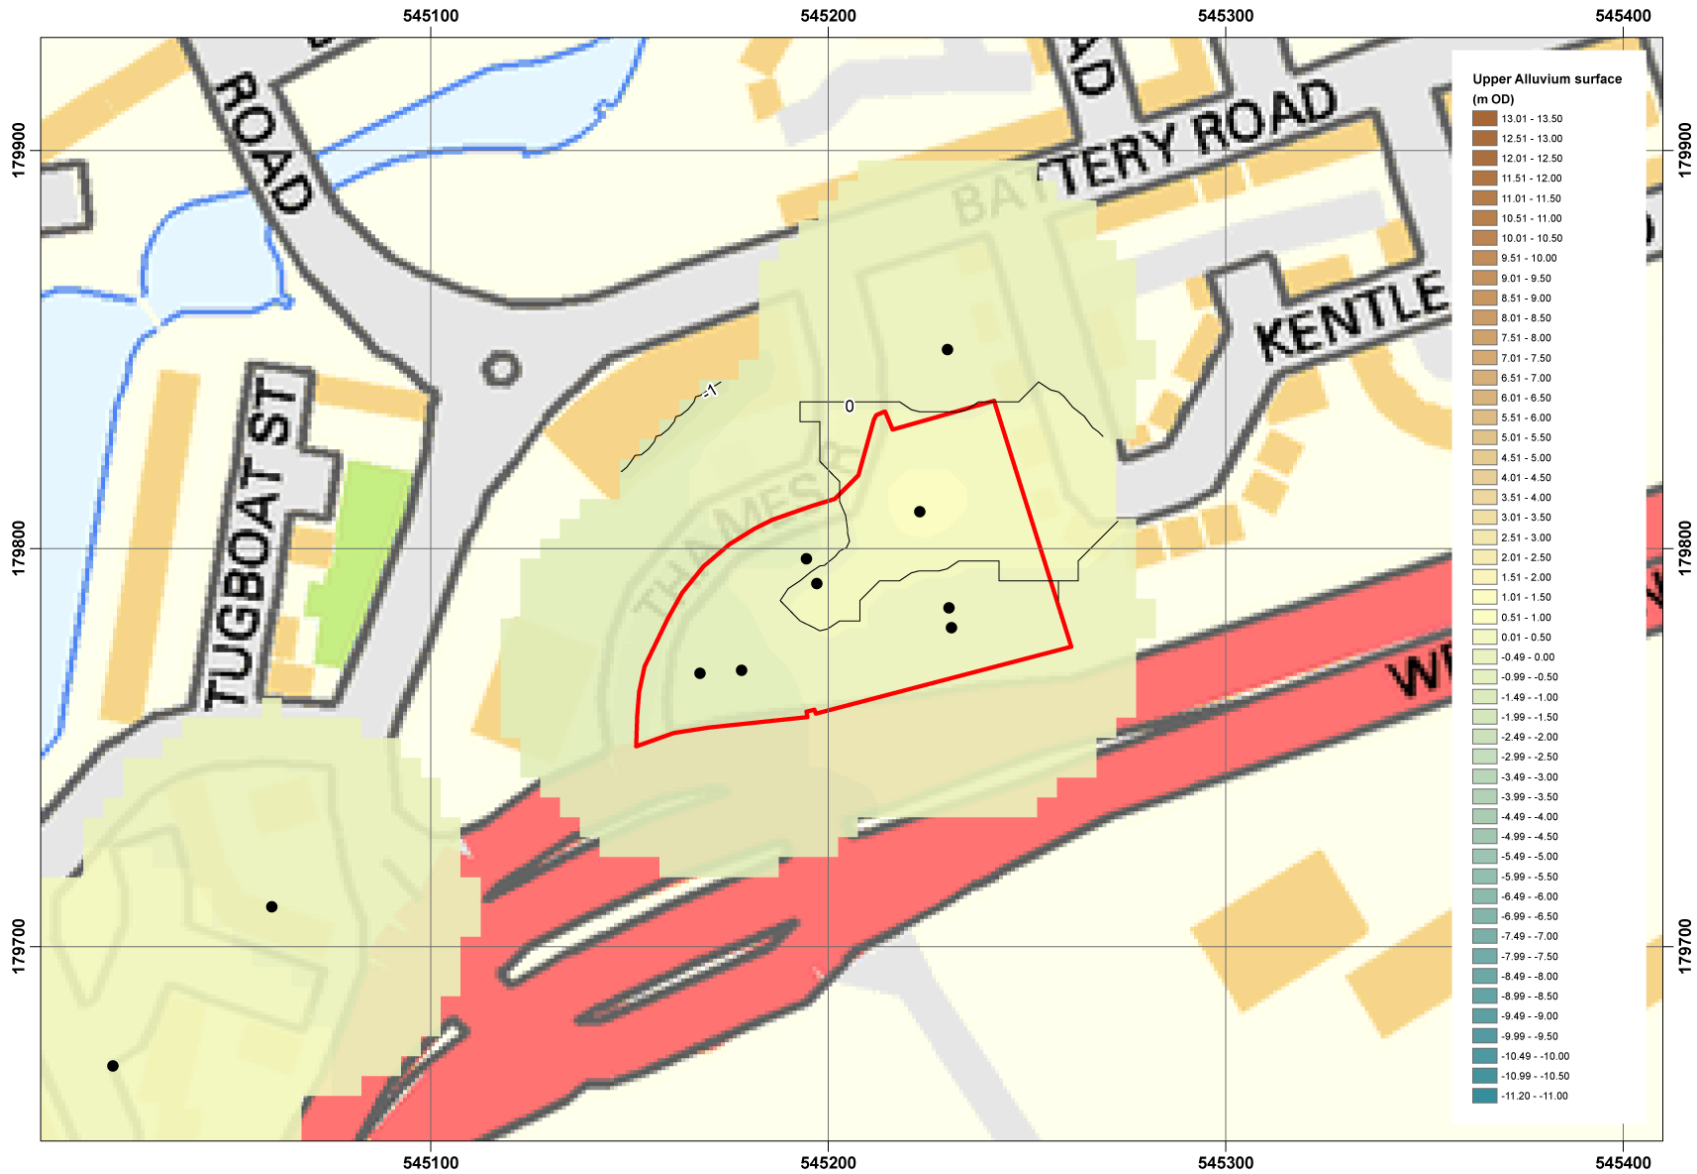 545100 545200 545300 545400
179900 179900
179800 179800
179700 179700
ROAD
BATTERY ROAD
KENTLE
TUGBOAT ST
THAMES
-1
0
Upper Alluvium surface
(m OD)
13.01 - 13.50
12.51 - 13.00
12.01 - 12.50
11.51 - 12.00
11.01 - 11.50
10.51 - 11.00
10.01 - 10.50
9.51 - 10.00
9.01 - 9.50
8.51 - 9.00
8.01 - 8.50
7.51 - 8.00
7.01 - 7.50
6.51 - 7.00
6.01 - 6.50
5.51 - 6.00
5.01 - 5.50
4.51 - 5.00
4.01 - 4.50
3.51 - 4.00
3.01 - 3.50
2.51 - 3.00
2.01 - 2.50
1.51 - 2.00
1.01 - 1.50
0.51 - 1.00
0.01 - 0.50
-0.49 - 0.00
-0.99 - -0.50
-1.49 - -1.00
-1.99 - -1.50
-2.49 - -2.00
-2.99 - -2.50
-3.49 - -3.00
-3.99 - -3.50
-4.49 - -4.00
-4.99 - -4.50
-5.49 - -5.00
-5.99 - -5.50
-6.49 - -6.00
-6.99 - -6.50
-7.49 - -7.00
-7.99 - -7.50
-8.49 - -8.00
-8.99 - -8.50
-9.49 - -9.00
-9.99 - -9.50
-10.49 - -10.00
-10.99 - -10.50
-11.20 - -11.00
545100 545200 545300 545400